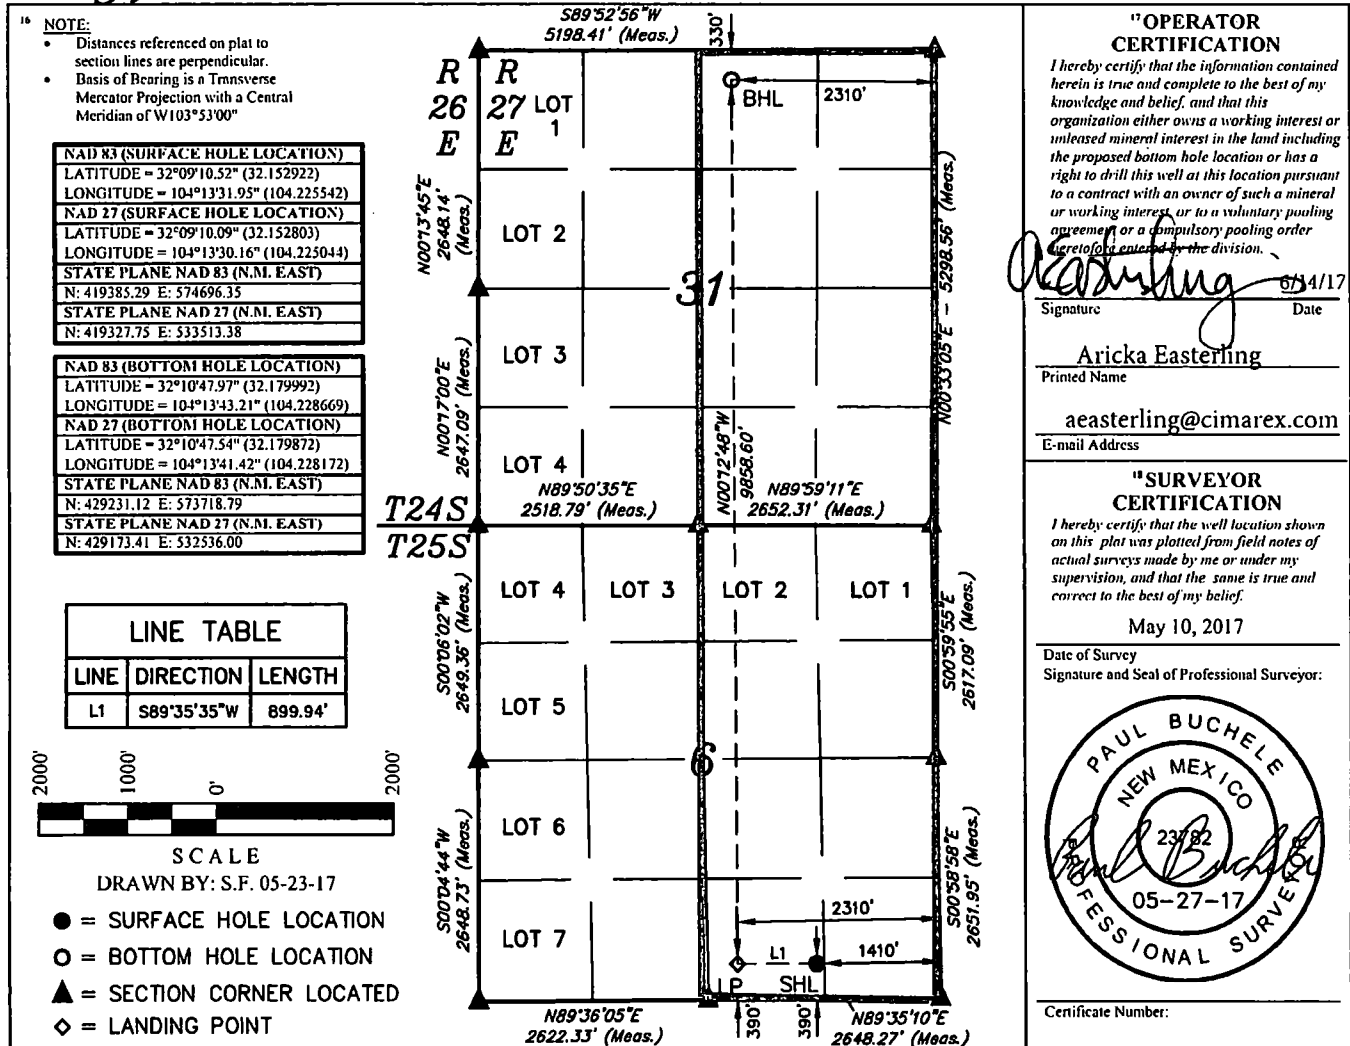 16 NOTE:
• Distances referenced on plat to
section lines are perpendicular.
• Basis of Bearing is a Transverse
Mercator Projection with a Central
Meridian of W103°53'00"
NAD 83 (SURFACE HOLE LOCATION)
LATITUDE = 32°09'10.52" (32.152922)
LONGITUDE = 104°13'31.95" (104.225542)
NAD 27 (SURFACE HOLE LOCATION)
LATITUDE = 32°09'10.09" (32.152803)
LONGITUDE = 104°13'30.16" (104.225044)
STATE PLANE NAD 83 (N.M. EAST)
N: 419385.29 E: 574696.35
STATE PLANE NAD 27 (N.M. EAST)
N: 419327.75 E: 533513.38
NAD 83 (BOTTOM HOLE LOCATION)
LATITUDE = 32°10'47.97" (32.179992)
LONGITUDE = 104°13'43.21" (104.228669)
NAD 27 (BOTTOM HOLE LOCATION)
LATITUDE = 32°10'47.54" (32.179872)
LONGITUDE = 104°13'41.42" (104.228172)
STATE PLANE NAD 83 (N.M. EAST)
N: 429231.12 E: 573718.79
STATE PLANE NAD 27 (N.M. EAST)
N: 429173.41 E: 532536.00
LINE TABLE
LINE DIRECTION LENGTH
L1 S89°35'35"W 899.94'
2000' 1000' 0' 2000'
SCALE
DRAWN BY: S.F. 05-23-17
● = SURFACE HOLE LOCATION
○ = BOTTOM HOLE LOCATION
▲ = SECTION CORNER LOCATED
◇ = LANDING POINT
S89°52'56"W
5198.41' (Meas.)
330'
R R
26 27
E E
LOT
1
BHL
2310'
N00°13'45"E
2648.14'
(Meas.)
LOT 2
31
N00°33'05"E - 5298.56' (Meas.)
LOT 3
N00°17'00"E
2647.09' (Meas.)
LOT 4
N00°12'48"W
9858.60'
N89°50'35"E
2518.79' (Meas.)
N89°59'11"E
2652.31' (Meas.)
T24S
T25S
LOT 4 LOT 3 LOT 2 LOT 1
S00°06'02"W
2649.36' (Meas.)
S00°59'55"E
2617.09' (Meas.)
LOT 5
6
LOT 6
S00°04'44"W
2648.73' (Meas.)
S00°58'58"E
2651.95' (Meas.)
LOT 7
2310'
L1
1410'
LP SHL
390' 390'
N89°36'05"E
2622.33' (Meas.)
N89°35'10"E
2648.27' (Meas.)
17 OPERATOR
CERTIFICATION
I hereby certify that the information contained
herein is true and complete to the best of my
knowledge and belief, and that this
organization either owns a working interest or
unleased mineral interest in the land including
the proposed bottom hole location or has a
right to drill this well at this location pursuant
to a contract with an owner of such a mineral
or working interest, or to a voluntary pooling
agreement or a compulsory pooling order
heretofore entered by the division.
AEasterling 6/14/17
Signature Date
Aricka Easterling
Printed Name
aeasterling@cimarex.com
E-mail Address
18 SURVEYOR
CERTIFICATION
I hereby certify that the well location shown
on this plat was plotted from field notes of
actual surveys made by me or under my
supervision, and that the same is true and
correct to the best of my belief.
May 10, 2017
Date of Survey
Signature and Seal of Professional Surveyor:
PAUL BUCHELE
NEW MEXICO
23782
Paul Buchele
05-27-17
PROFESSIONAL SURVEYOR
Certificate Number: